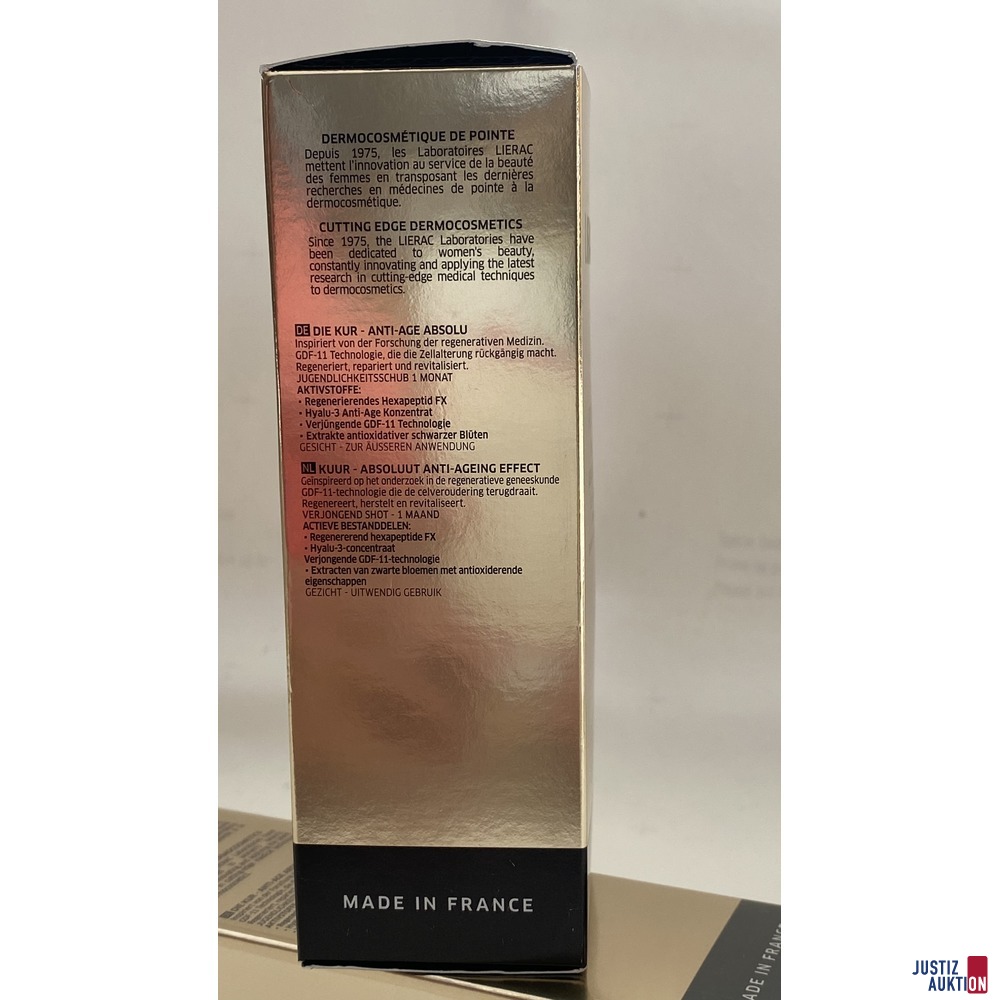 DERMOCOSMÉTIQUE DE POINTE
Depuis 1975, les Laboratoires LIERAC
mettent l'innovation au service de la beauté
des femmes en transposant les dernières
recherches en médecines de pointe à la
dermocosmétique.
CUTTING EDGE DERMOCOSMETICS
Since 1975, the LIERAC Laboratories have
been dedicated to women's beauty,
constantly innovating and applying the latest
research in cutting-edge medical techniques
to dermocosmetics.
DE DIE KUR - ANTI-AGE ABSOLU
Inspiriert von der Forschung der regenerativen Medizin.
GDF-11 Technologie, die die Zellalterung rückgängig macht.
Regeneriert, repariert und revitalisiert.
JUGENDLICHKEITSSCHUB 1 MONAT
AKTIVSTOFFE:
• Regenerierendes Hexapeptid FX
• Hyalu-3 Anti-Age Konzentrat
• Verjüngende GDF-11 Technologie
• Extrakte antioxidativer schwarzer Blüten
GESICHT - ZUR ÄUSSEREN ANWENDUNG
NL KUUR - ABSOLUUT ANTI-AGEING EFFECT
Geïnspireerd op het onderzoek in de regeneratieve geneeskunde
GDF-11-technologie die de celveroudering terugdraait.
Regenereert, herstelt en revitaliseert.
VERJONGEND SHOT - 1 MAAND
ACTIEVE BESTANDDELEN:
• Regenererend hexapeptide FX
• Hyalu-3-concentraat
Verjongende GDF-11-technologie
• Extracten van zwarte bloemen met antioxiderende
eigenschappen
GEZICHT - UITWENDIG GEBRUIK
MADE IN FRANCE
DIE KUR - ANTI-AGE
MADE IN FRANCE
JUSTIZ
AUKTION